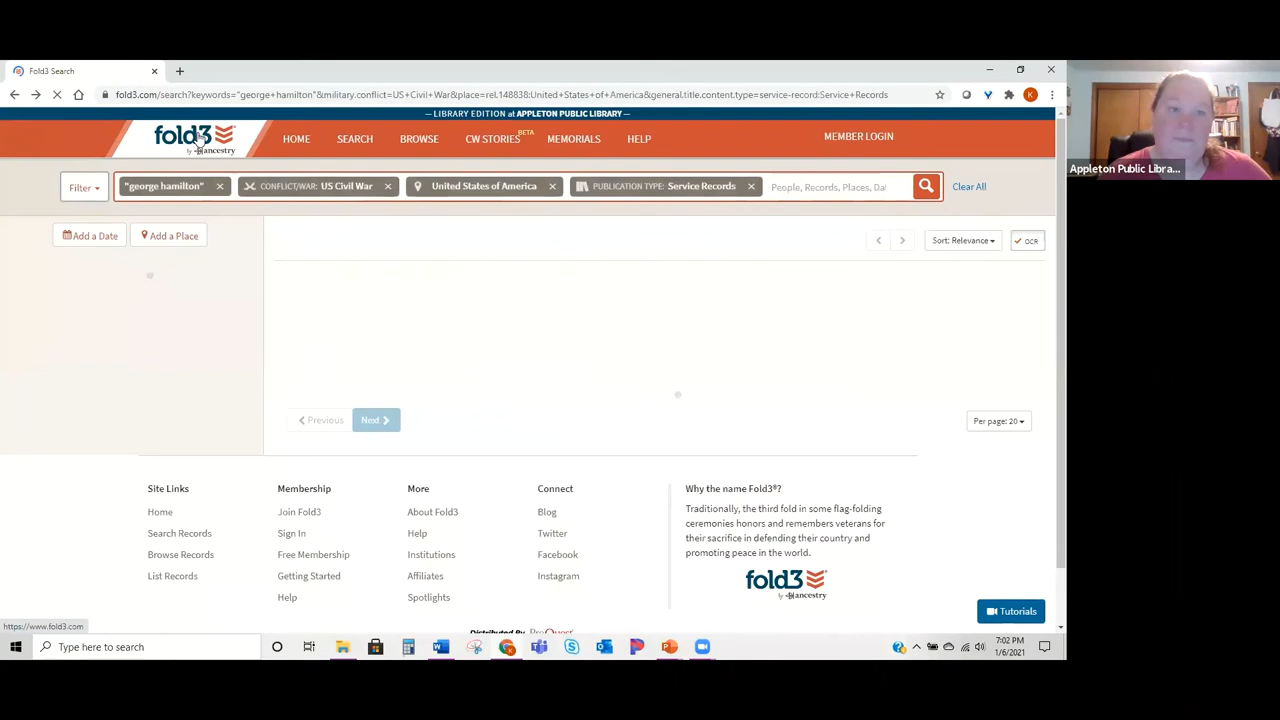 Fold3 Search
fold3.com/search?keywords="george+hamilton"&military.conflict=US+Civil+War&place=rel.148838:United+States+of+America&general.title.content.type=service-record:Service+Records
K
— LIBRARY EDITION at APPLETON PUBLIC LIBRARY —
fold3 by ancestry
HOME SEARCH BROWSE CW STORIES BETA MEMORIALS HELP MEMBER LOGIN
Filter "george hamilton" CONFLICT/WAR: US Civil War United States of America PUBLICATION TYPE: Service Records People, Records, Places, Da Clear All
Add a Date Add a Place Sort: Relevance OCR
Previous Next Per page: 20
Site Links
Home
Search Records
Browse Records
List Records
Membership
Join Fold3
Sign In
Free Membership
Getting Started
Help
More
About Fold3
Help
Institutions
Affiliates
Spotlights
Connect
Blog
Twitter
Facebook
Instagram
Why the name Fold3®?
Traditionally, the third fold in some flag-folding
ceremonies honors and remembers veterans for
their sacrifice in defending their country and
promoting peace in the world.
fold3
by ancestry
Tutorials
https://www.fold3.com
Distributed By ProQuest
Type here to search
7:02 PM
1/6/2021
Appleton Public Libra...